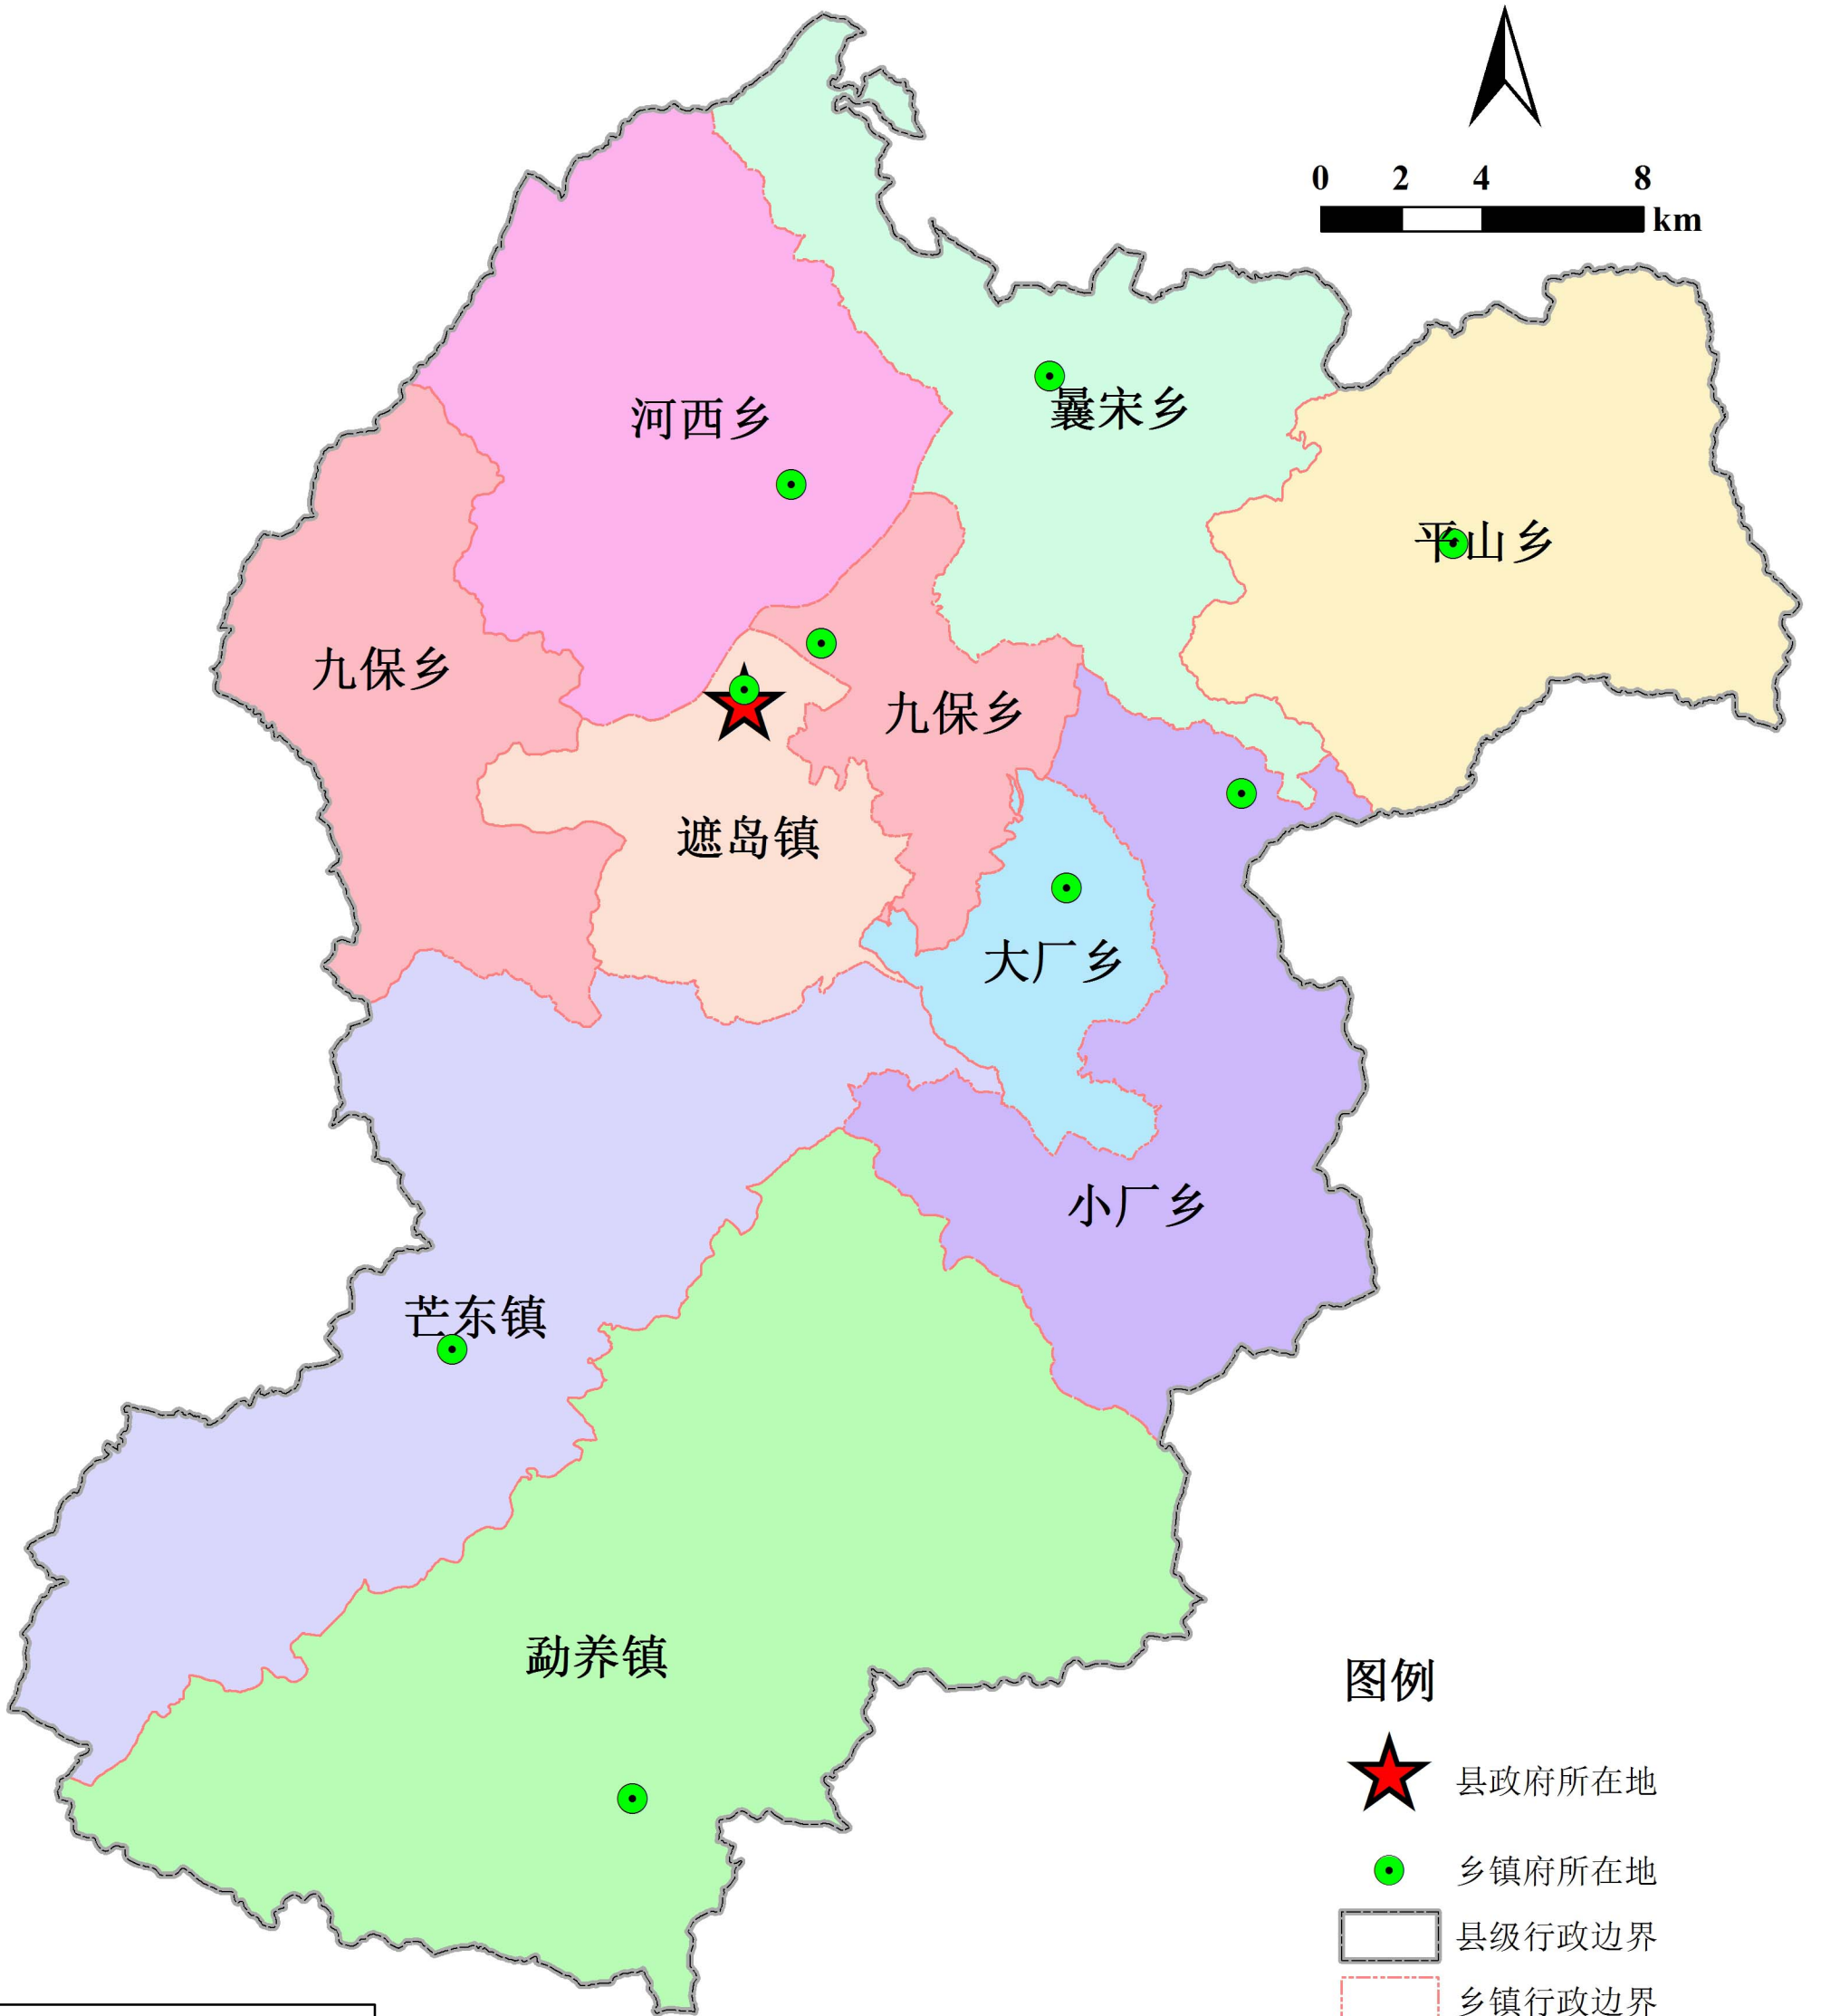 0 2 4 8
km
河西乡
曩宋乡
平山乡
九保乡
九保乡
遮岛镇
大厂乡
小厂乡
芒东镇
勐养镇
图例
县政府所在地
乡镇府所在地
县级行政边界
乡镇行政边界